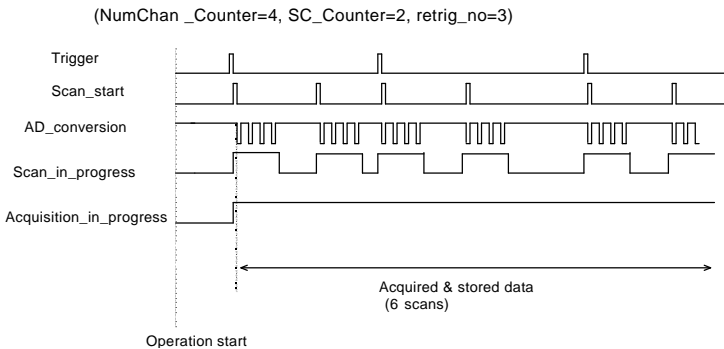 (NumChan _Counter=4, SC_Counter=2, retrig_no=3)
Trigger
Scan_start
AD_conversion
Scan_in_progress
Acquisition_in_progress
Acquired & stored data
(6 scans)
Operation start